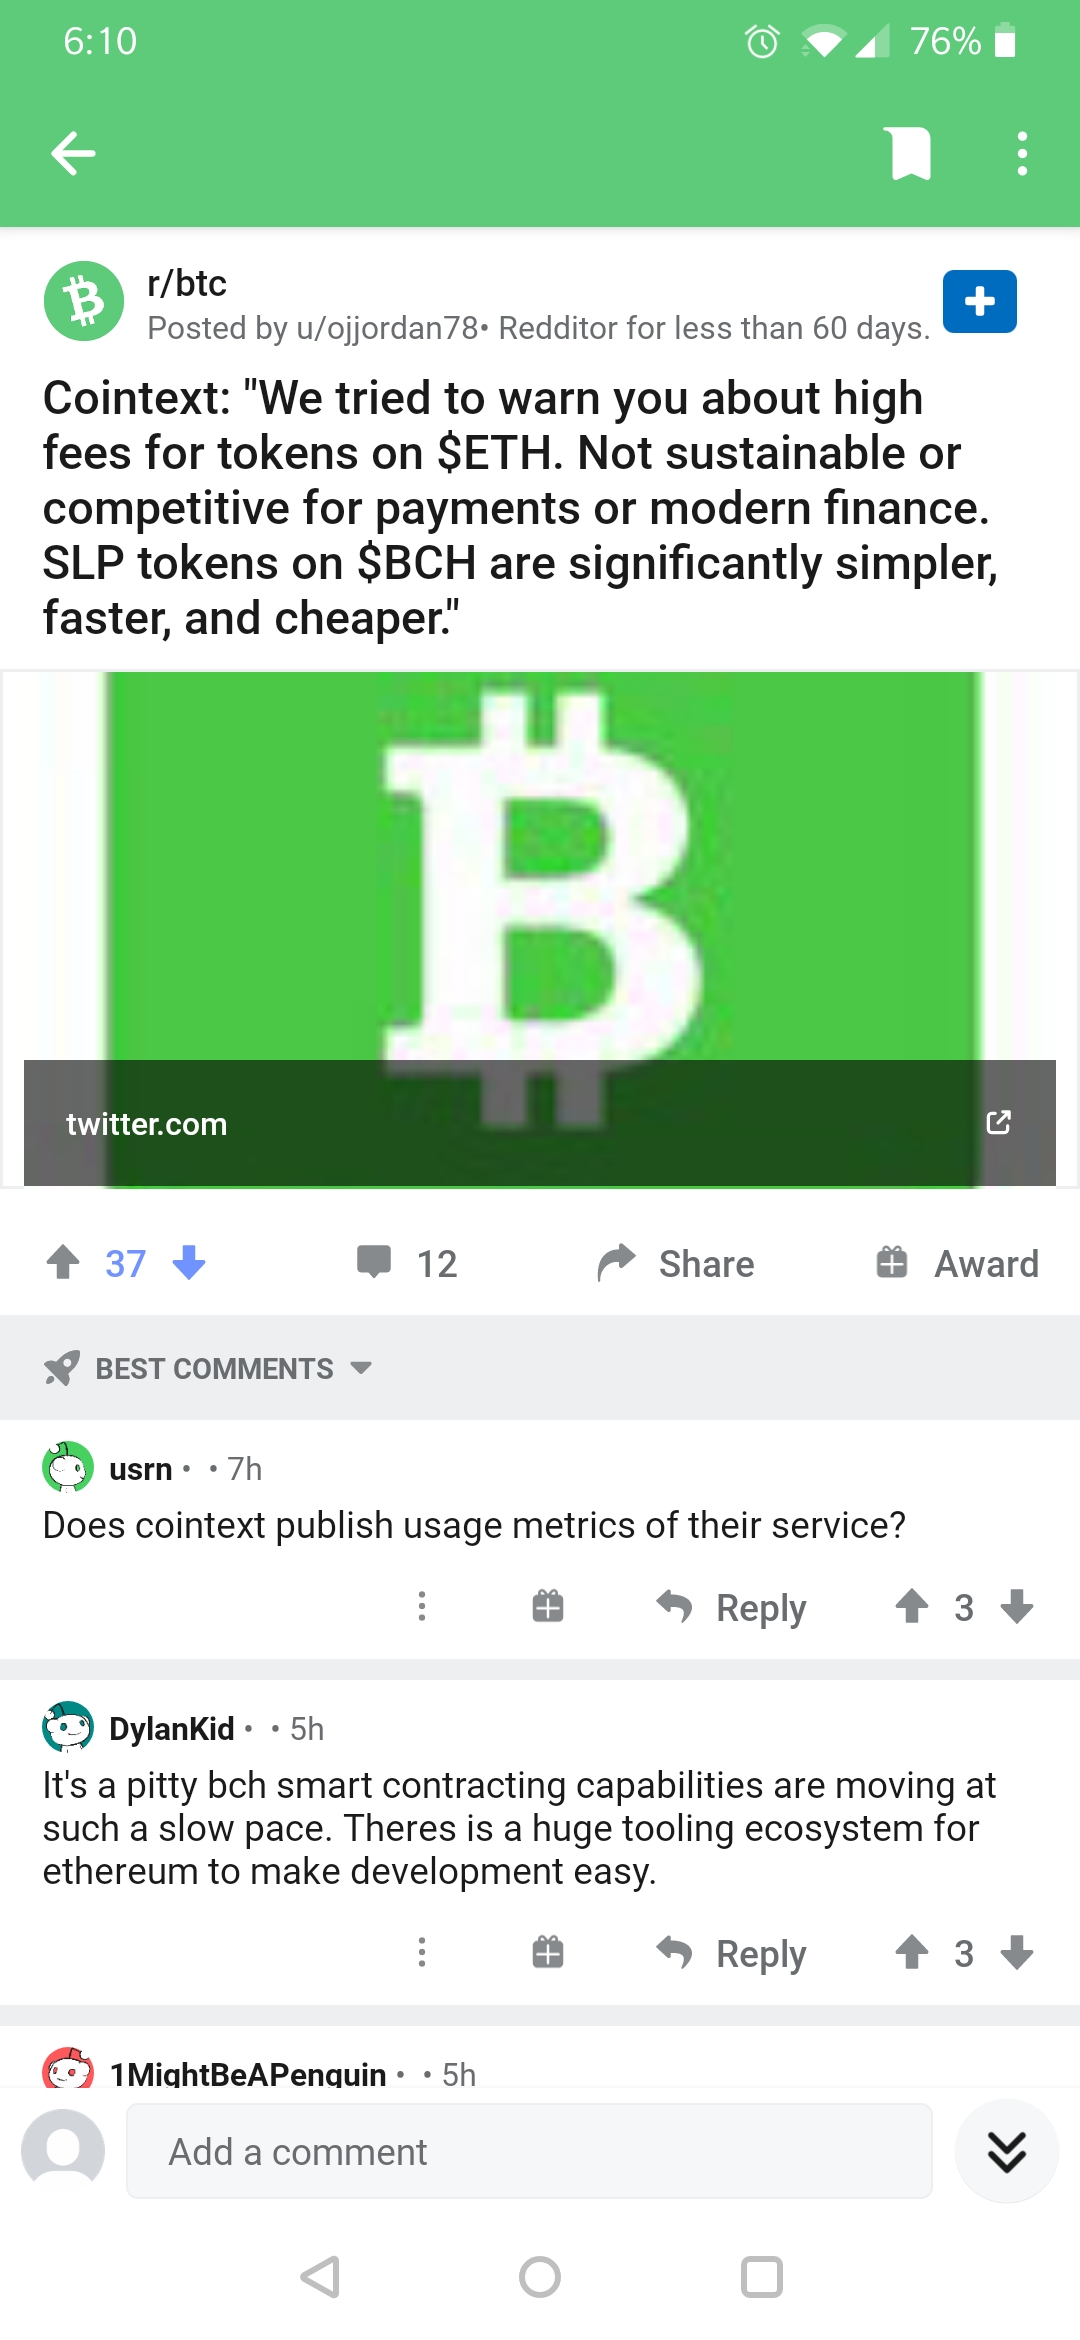 6:10
76%
r/btc
Posted by u/ojjordan78• Redditor for less than 60 days.
Cointext: "We tried to warn you about high
fees for tokens on $ETH. Not sustainable or
competitive for payments or modern finance.
SLP tokens on $BCH are significantly simpler,
faster, and cheaper."
twitter.com
37
12
Share
Award
BEST COMMENTS
usrn • • 7h
Does cointext publish usage metrics of their service?
Reply
3
DylanKid • • 5h
It's a pitty bch smart contracting capabilities are moving at
such a slow pace. Theres is a huge tooling ecosystem for
ethereum to make development easy.
Reply
3
1MightBeAPenguin • • 5h
Add a comment